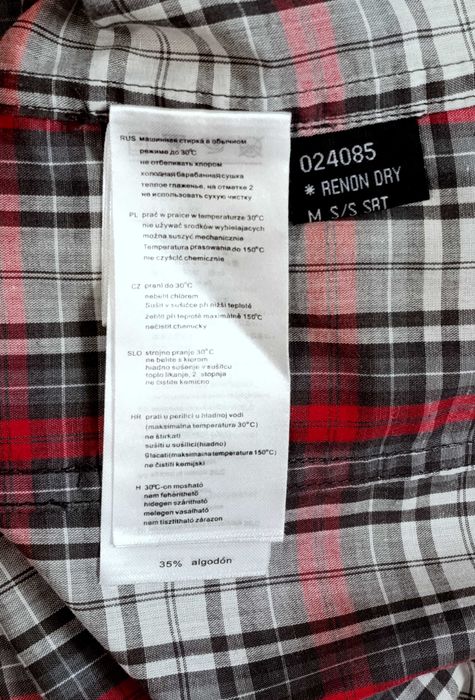 RUS машинная стирка в обычном
режиме до 30°C
не отбеливать хлором
холодная барабанная сушка
теплое глаженье, на отметке 2
не использовать сухую чистку
PL prać w pralce w temperaturze 30°C
nie używać środków wybielających
można suszyć mechanicznie
Temperatura prasowania do 150°C
nie czyścić chemicznie
CZ praní do 30°C
nebelit chlórem
Sušit v sušičce při nižší teplotě
žehlit při teplotě maximálně 150°C
nečistit chemicky
SLO strojno pranje 30°C
ne belite s klorom
hladno sušenje v sušilcu
toplo likanje, 2. stopnja
ne čistite kemično
HR prati u perilici u hladnoj vodi
(maksimalna temperatura 30°C)
ne štirkati
sušiti u sušilici(hladno)
Glačati(maksimalna temperatura 150°C)
ne čistiti kemijski
H 30°C-on mosható
nem fehéríthető
hidegen szárítható
melegen vasalható
nem tisztítható szárazon
35% algodón
024085
* RENON DRY
M S/S SRT